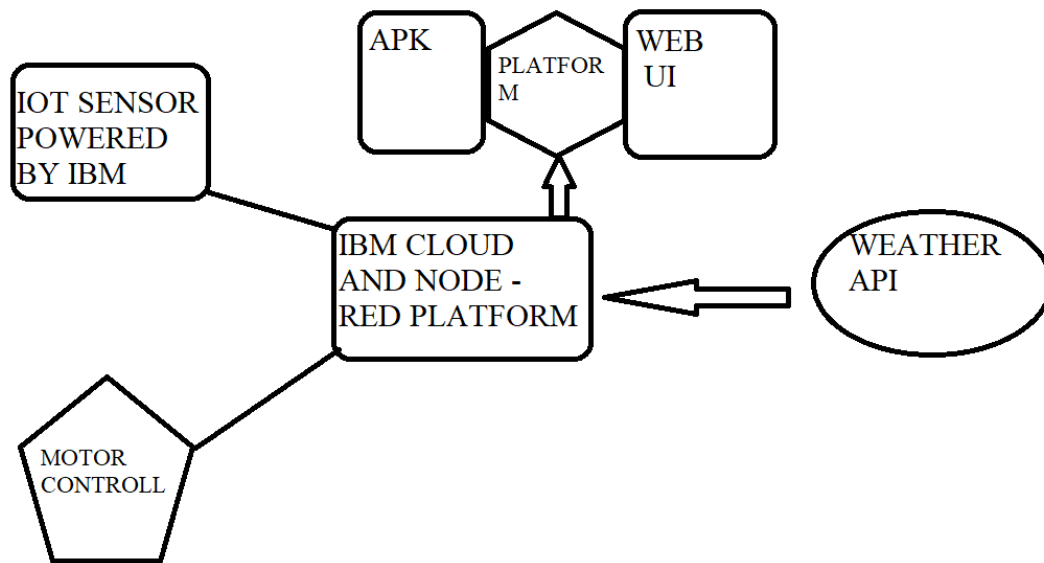 APK
PLATFOR
M
WEB
UI
IOT SENSOR
POWERED
BY IBM
IBM CLOUD
AND NODE -
RED PLATFORM
WEATHER
API
MOTOR
CONTROLL